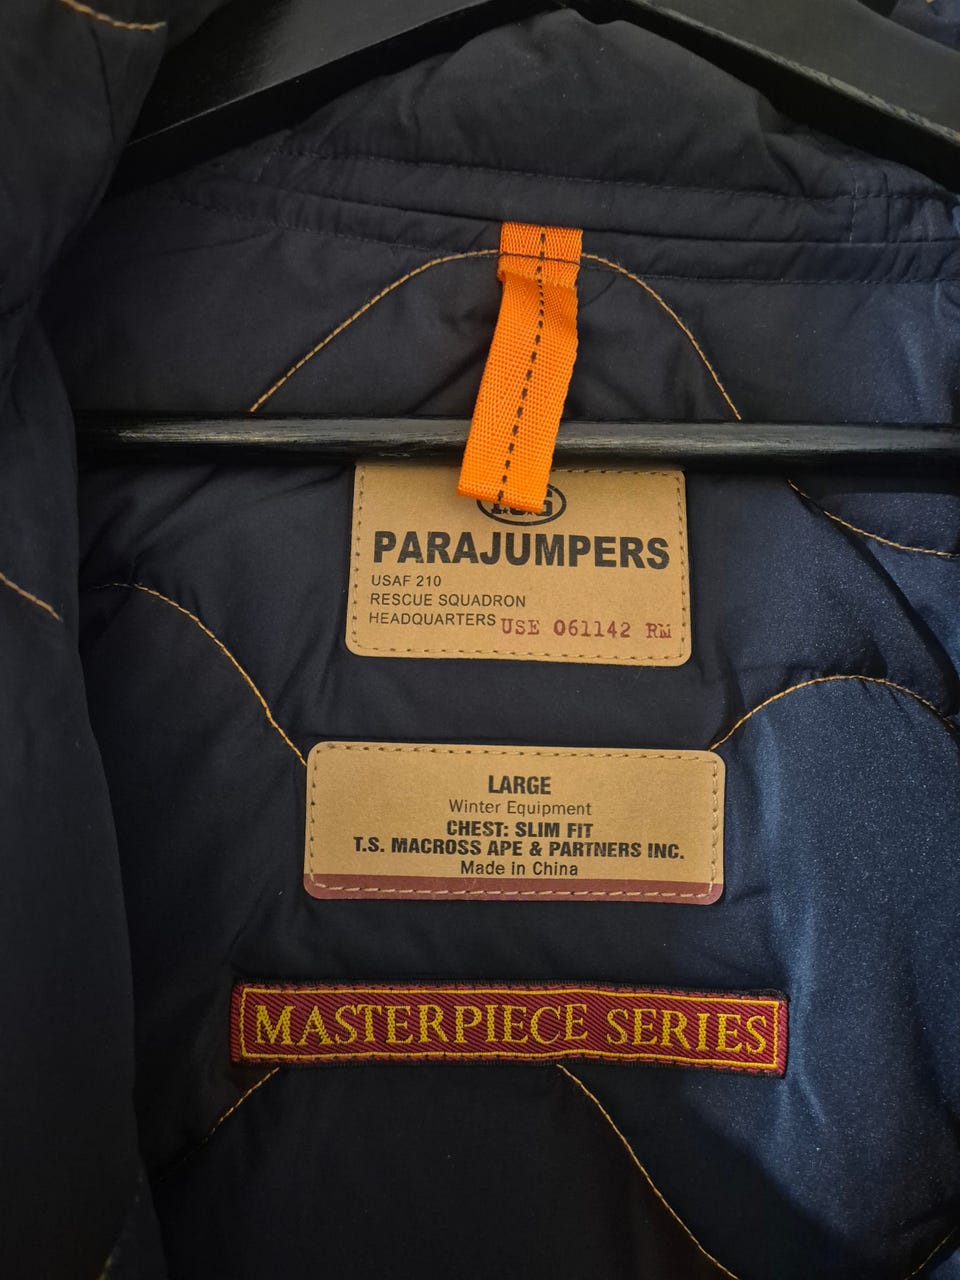 PARAJUMPERS
USAF 210
RESCUE SQUADRON
HEADQUARTERS USE 061142 RM
LARGE
Winter Equipment
CHEST: SLIM FIT
T.S. MACROSS APE & PARTNERS INC.
Made in China
MASTERPIECE SERIES